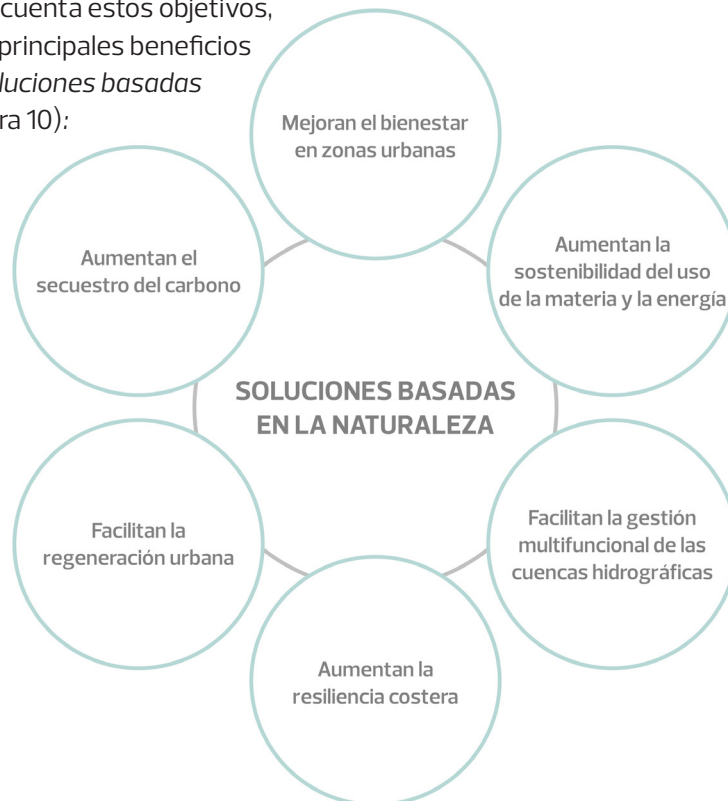 cuenta estos objetivos,
principales beneficios
luciones basadas
ra 10):
Mejoran el bienestar
en zonas urbanas
Aumentan la
sostenibilidad del uso
de la materia y la energía
Facilitan la gestión
multifuncional de las
cuencas hidrográficas
Aumentan la
resiliencia costera
Facilitan la
regeneración urbana
Aumentan el
secuestro del carbono
SOLUCIONES BASADAS
EN LA NATURALEZA